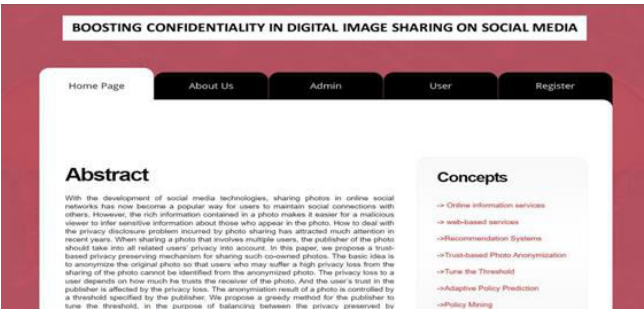 BOOSTING CONFIDENTIALITY IN DIGITAL IMAGE SHARING ON SOCIAL MEDIA
Home Page
About Us
Admin
User
Register
Abstract
With the development of social media technologies, sharing photos in online social
networks has now become a popular way for users to maintain social connections with
others. However, the rich information contained in a photo makes it easier for a malicious
viewer to infer sensitive information about those who appear in the photo. How to deal with
the privacy disclosure problem incurred by photo sharing has attracted much attention in
recent years. When sharing a photo that involves multiple users, the publisher of the photo
should take into all related users' privacy into account. In this paper, we propose a trust-
based privacy preserving mechanism for sharing such co-owned photos. The basic idea is
to anonymize the original photo so that users who may suffer a high privacy loss from the
sharing of the photo cannot be identified from the anonymized photo. The privacy loss to a
user depends on how much he trusts the receiver of the photo. And the user's trust in the
publisher is affected by the privacy loss. The anonymiation result of a photo is controlled by
a threshold specified by the publisher. We propose a greedy method for the publisher to
tune the threshold, in the purpose of balancing between the privacy preserved by
Concepts
-> Online information services
-> web-based services
->Recommendation Systems
->Trust-based Photo Anonymization
->Tune the Threshold
->Adaptive Policy Prediction
->Policy Mining